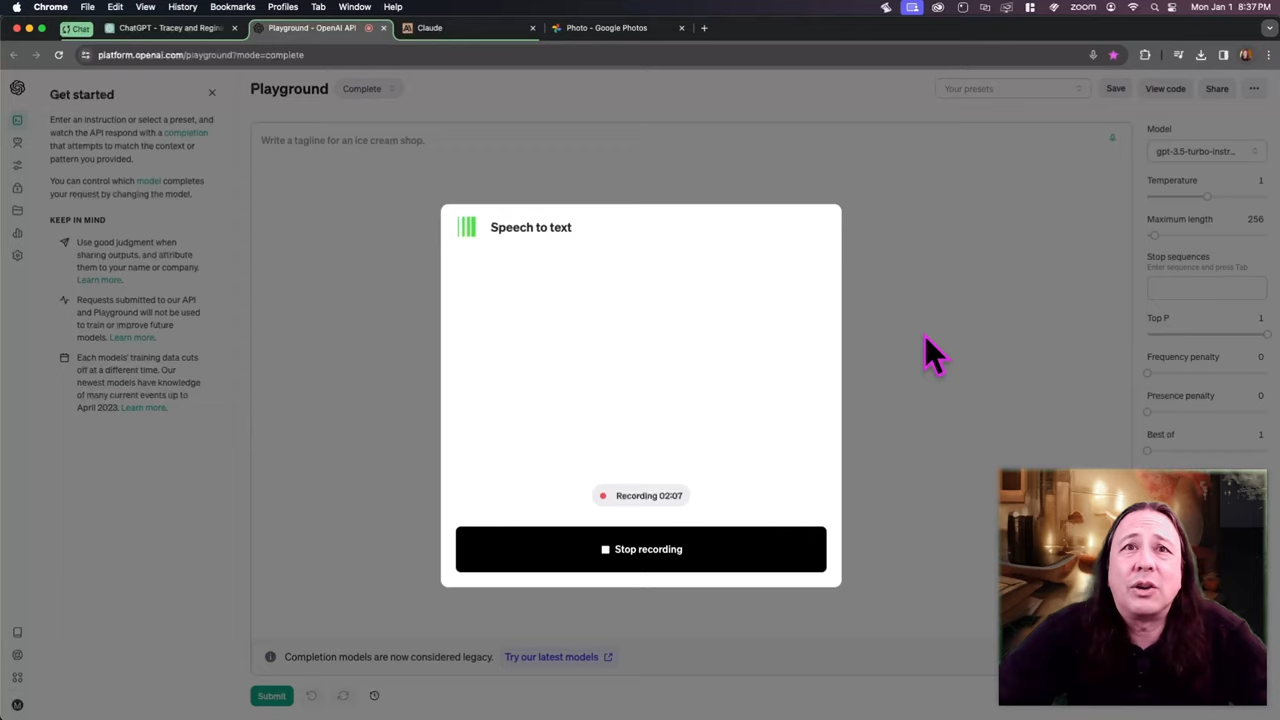 Chrome File Edit View History Bookmarks Profiles Tab Window Help
zoom
Mon Jan 1 8:37 PM
Chat
ChatGPT - Tracey and Regina
Playground - OpenAI API
Claude
Photo - Google Photos
platform.openai.com/playground?mode=complete
Get started
Playground
Complete
Your presets
Save
View code
Share
Enter an instruction or select a preset, and
watch the API respond with a completion
that attempts to match the context or
pattern you provided.
You can control which model completes
your request by changing the model.
KEEP IN MIND
Use good judgment when
sharing outputs, and attribute
them to your name or company.
Learn more.
Requests submitted to our API
and Playground will not be used
to train or improve future
models. Learn more.
Each models' training data cuts
off at a different time. Our
newest models have knowledge
of many current events up to
April 2023. Learn more.
Write a tagline for an ice cream shop.
Speech to text
Recording 02:07
Stop recording
Completion models are now considered legacy. Try our latest models
Submit
Model
gpt-3.5-turbo-instr...
Temperature 1
Maximum length 256
Stop sequences
Enter sequence and press Tab
Top P 1
Frequency penalty 0
Presence penalty 0
Best of 1
M